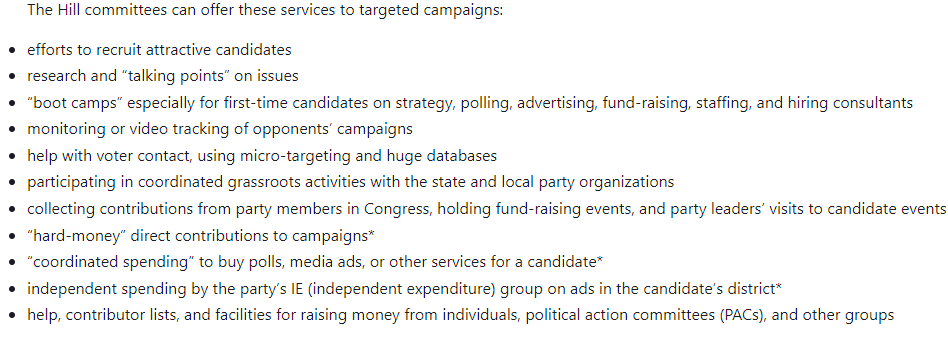 The Hill committees can offer these services to targeted campaigns:
• efforts to recruit attractive candidates
• research and “talking points” on issues
• “boot camps” especially for first-time candidates on strategy, polling, advertising, fund-raising, staffing, and hiring consultants
• monitoring or video tracking of opponents’ campaigns
• help with voter contact, using micro-targeting and huge databases
• participating in coordinated grassroots activities with the state and local party organizations
• collecting contributions from party members in Congress, holding fund-raising events, and party leaders’ visits to candidate events
• “hard-money” direct contributions to campaigns*
• “coordinated spending” to buy polls, media ads, or other services for a candidate*
• independent spending by the party’s IE (independent expenditure) group on ads in the candidate’s district*
• help, contributor lists, and facilities for raising money from individuals, political action committees (PACs), and other groups